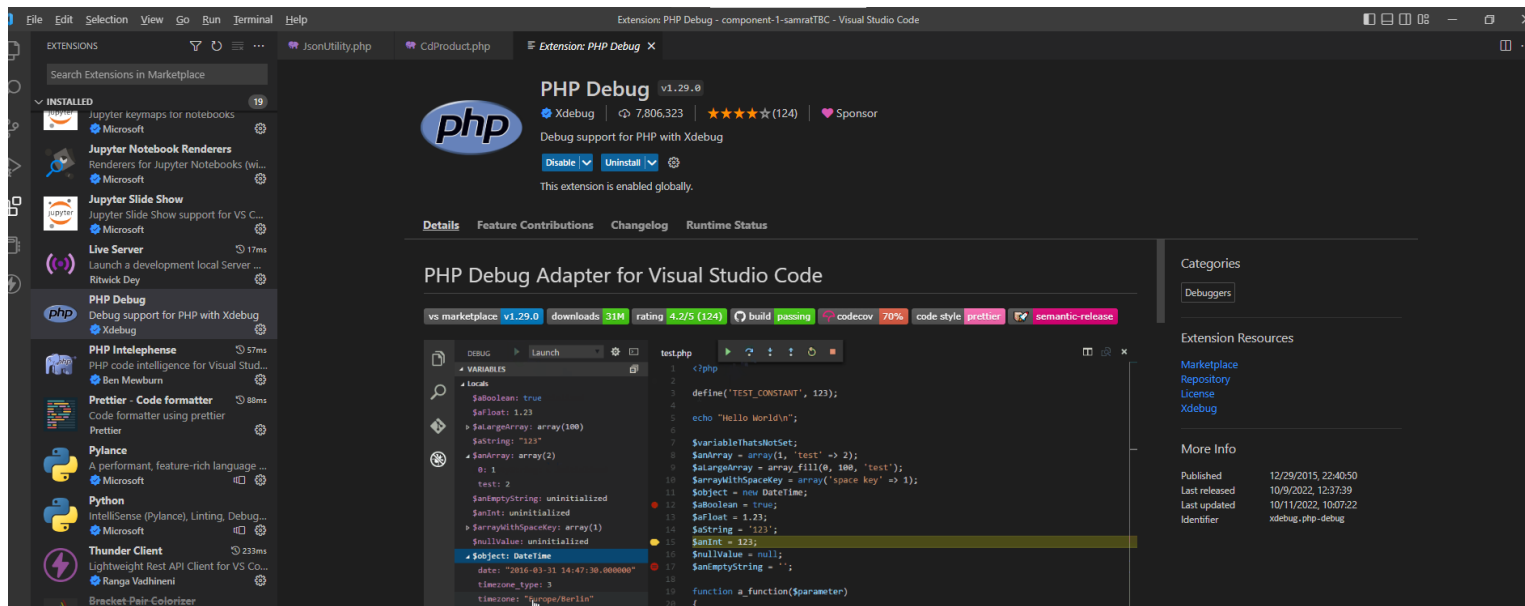 File Edit Selection View Go Run Terminal Help
Extension: PHP Debug - component-1-samratTBC - Visual Studio Code
EXTENSIONS
Search Extensions in Marketplace
INSTALLED
19
Jupyter keymaps for notebooks
Microsoft
Jupyter Notebook Renderers
Renderers for Jupyter Notebooks (wi...
Microsoft
jupyter
Jupyter Slide Show
Jupyter Slide Show support for VS C...
Microsoft
Live Server 17ms
Launch a development local Server ...
Ritwick Dey
php
PHP Debug
Debug support for PHP with Xdebug
Xdebug
PHP Intelephense 57ms
PHP code intelligence for Visual Stud...
Ben Mewburn
Prettier - Code formatter 88ms
Code formatter using prettier
Prettier
Pylance
A performant, feature-rich language ...
Microsoft
Python
IntelliSense (Pylance), Linting, Debug...
Microsoft
Thunder Client 233ms
Lightweight Rest API Client for VS Co...
Ranga Vadhineni
Bracket Pair Colorizer
JsonUtility.php
CdProduct.php
Extension: PHP Debug
php
PHP Debug v1.29.0
Xdebug 7,806,323 (124) Sponsor
Debug support for PHP with Xdebug
Disable Uninstall
This extension is enabled globally.
Details Feature Contributions Changelog Runtime Status
PHP Debug Adapter for Visual Studio Code
vs marketplace v1.29.0 downloads 31M rating 4.2/5 (124) build passing codecov 70% code style prettier semantic-release
DEBUG Launch
VARIABLES
Locals
$aBoolean: true
$aFloat: 1.23
$aLargeArray: array(100)
$aString: "123"
$anArray: array(2)
0: 1
test: 2
$anEmptyString: uninitialized
$anInt: uninitialized
$arrayWithSpaceKey: array(1)
$nullValue: uninitialized
$object: DateTime
date: "2016-03-31 14:47:30.000000"
timezone_type: 3
timezone: "Europe/Berlin"
test.php
1 <?php
2
3 define('TEST_CONSTANT', 123);
4
5 echo "Hello World\n";
6
7 $variableThatsNotSet;
8 $anArray = array(1, 'test' => 2);
9 $aLargeArray = array_fill(0, 100, 'test');
10 $arrayWithSpaceKey = array('space key' => 1);
11 $object = new DateTime;
12 $aBoolean = true;
13 $aFloat = 1.23;
14 $aString = '123';
15 $anInt = 123;
16 $nullValue = null;
17 $anEmptyString = '';
18
19 function a_function($parameter)
20 {
Categories
Debuggers
Extension Resources
Marketplace
Repository
License
Xdebug
More Info
Published 12/29/2015, 22:40:50
Last released 10/9/2022, 12:37:39
Last updated 10/11/2022, 10:07:22
Identifier xdebug.php-debug